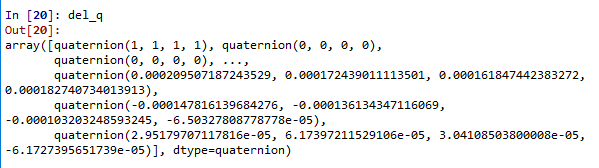 In [20]: del_q
Out[20]:
array([quaternion(1, 1, 1, 1), quaternion(0, 0, 0, 0),
quaternion(0, 0, 0, 0), ...,
quaternion(0.000209507187243529, 0.000172439011113501, 0.000161847442383272,
0.000182740734013913),
quaternion(-0.000147816139684276, -0.000136134347116069,
-0.000103203248593245, -6.50327808778778e-05),
quaternion(2.95179707117816e-05, 6.17397211529106e-05, 3.04108503800008e-05,
-6.1727395651739e-05)], dtype=quaternion)